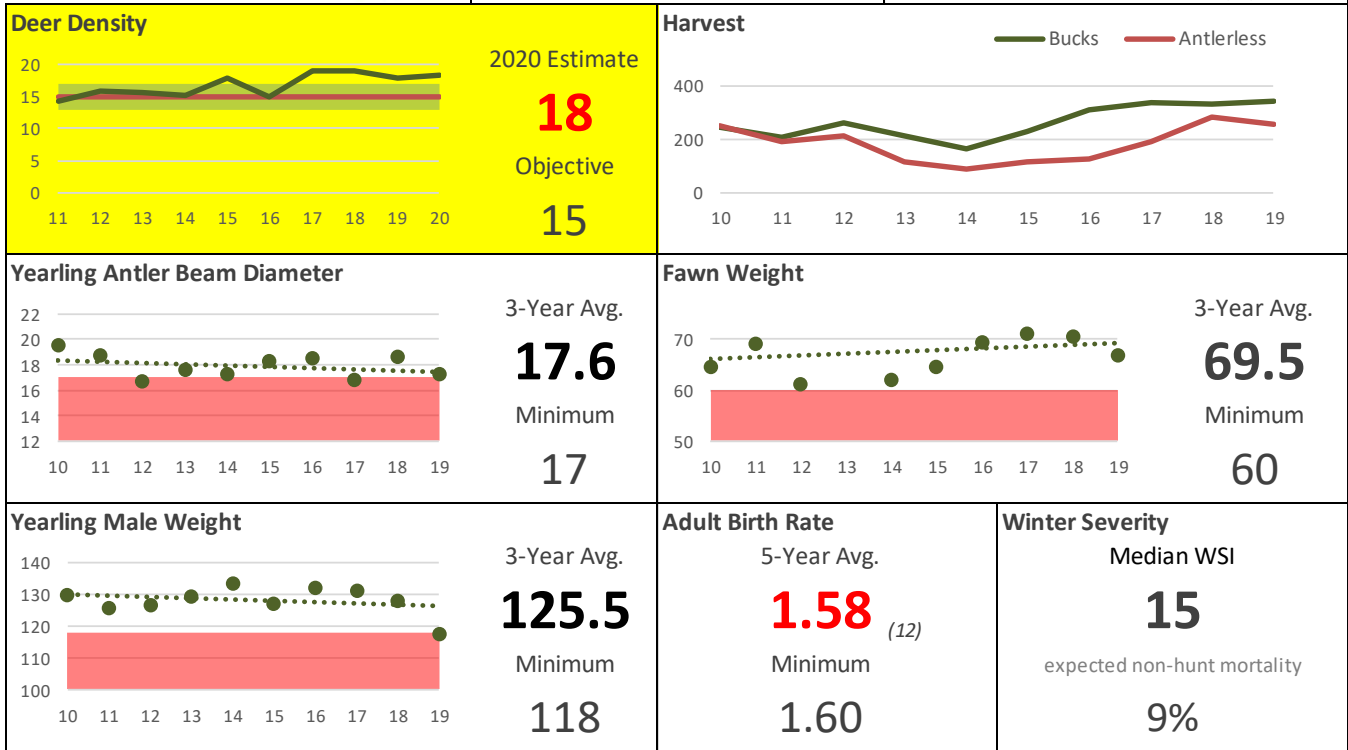 Deer Density
2020 Estimate
18
Objective
15
20
15
10
5
0
11 12 13 14 15 16 17 18 19 20
Harvest
Bucks Antlerless
400
200
0
10 11 12 13 14 15 16 17 18 19
Yearling Antler Beam Diameter
3-Year Avg.
17.6
Minimum
17
22
20
18
16
14
12
10 11 12 13 14 15 16 17 18 19
Fawn Weight
3-Year Avg.
69.5
Minimum
60
70
60
50
10 11 12 13 14 15 16 17 18 19
Yearling Male Weight
3-Year Avg.
125.5
Minimum
118
140
130
120
110
100
10 11 12 13 14 15 16 17 18 19
Adult Birth Rate
5-Year Avg.
1.58 (12)
Minimum
1.60
Winter Severity
Median WSI
15
expected non-hunt mortality
9%